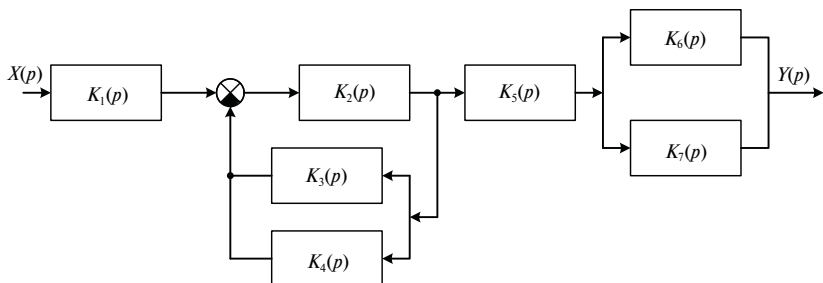 X(p)
K₁(p)
K₂(p)
K₅(p)
K₆(p)
Y(p)
K₇(p)
K₃(p)
K₄(p)